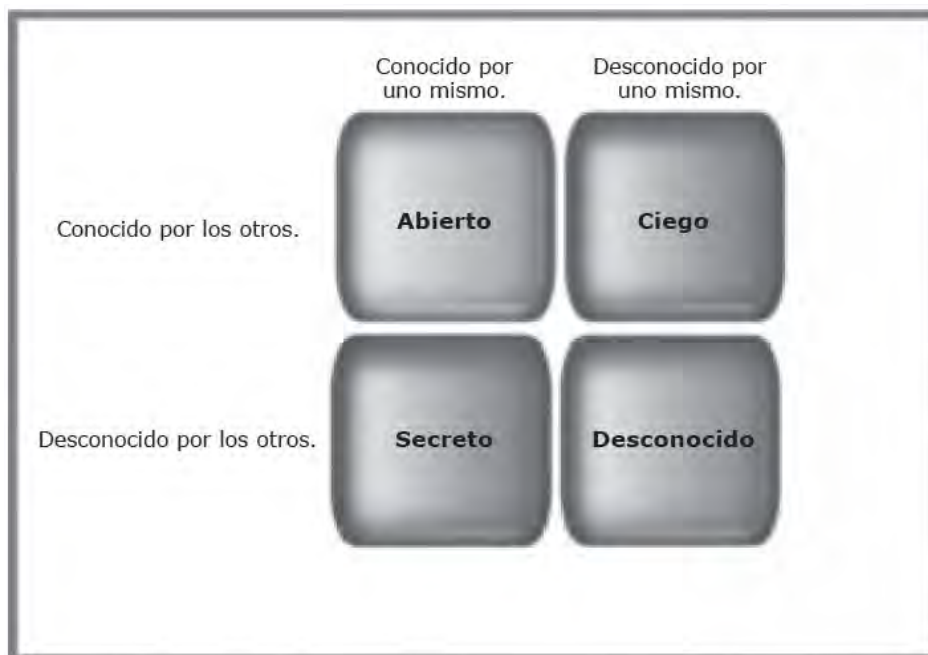 Conocido por
uno mismo.
Desconocido por
uno mismo.
Conocido por los otros.
Abierto
Ciego
Desconocido por los otros.
Secreto
Desconocido